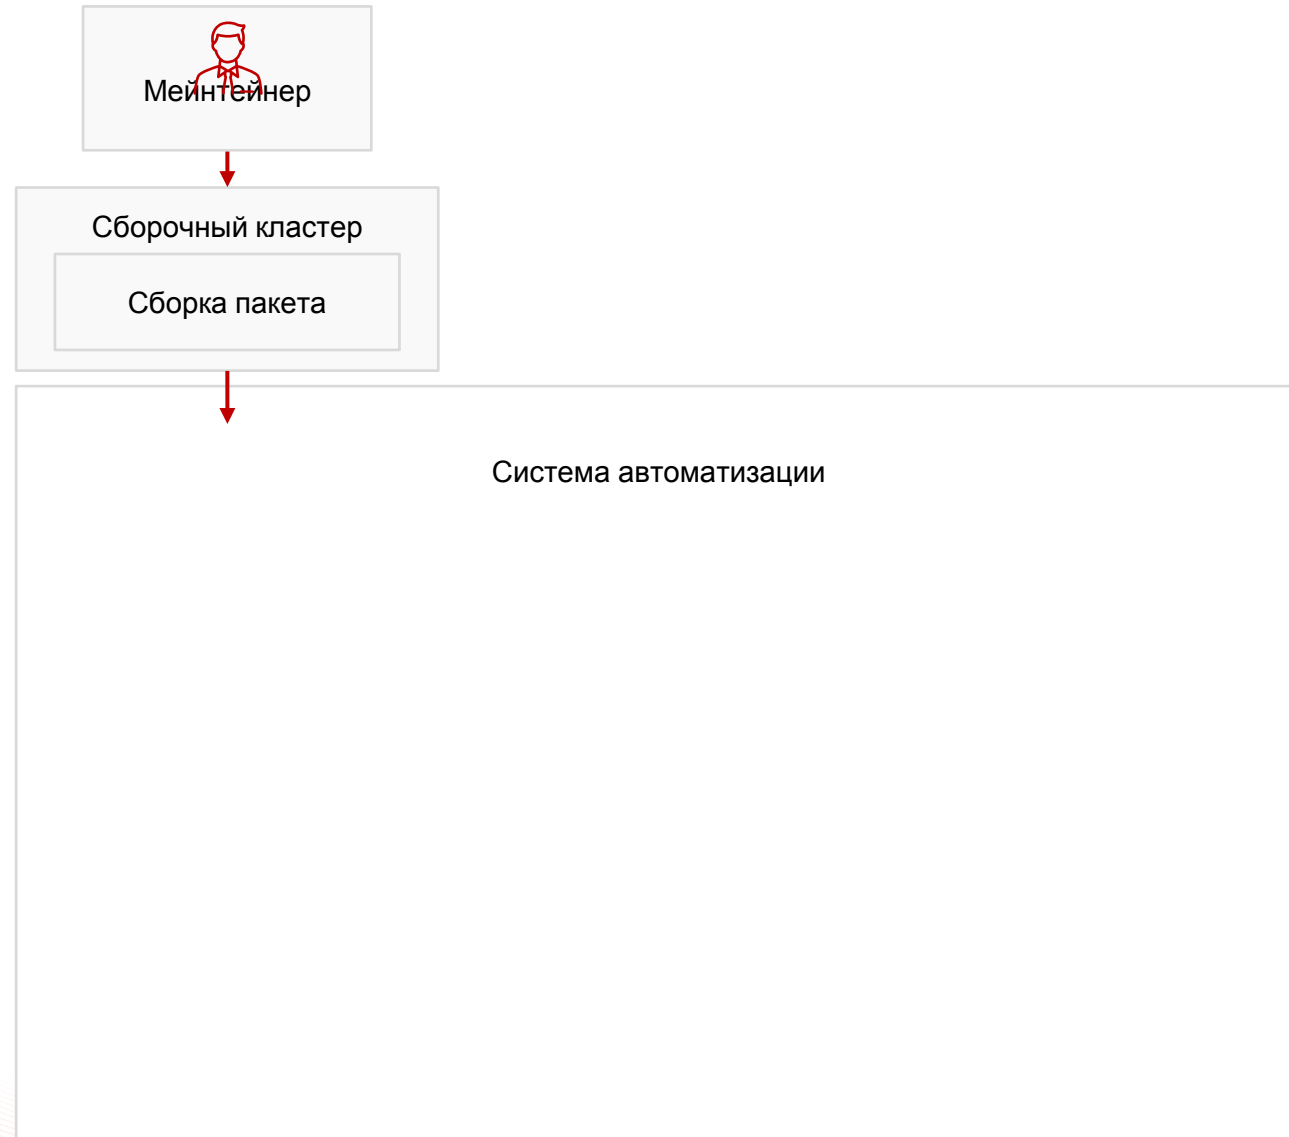 Мейнтейнер
Сборочный кластер
Сборка пакета
Система автоматизации